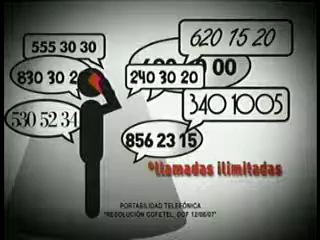 620 15 20
555 30 30
00
830 30 2
240 30 20
340 1005
530 52 34
856 23 15
*llamadas ilimitadas
PORTABILIDAD TELEFÓNICA
"RESOLUCIÓN COFETEL, DOF 12/06/07"